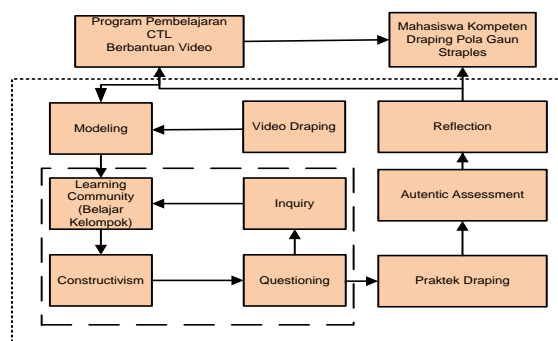 Program Pembelajaran
CTL
Berbantuan Video
Mahasiswa Kompeten
Draping Pola Gaun
Straples
Modeling
Video Draping
Reflection
Learning
Community
(Belajar
Kelompok)
Inquiry
Autentic Assessment
Constructivism
Questioning
Praktek Draping